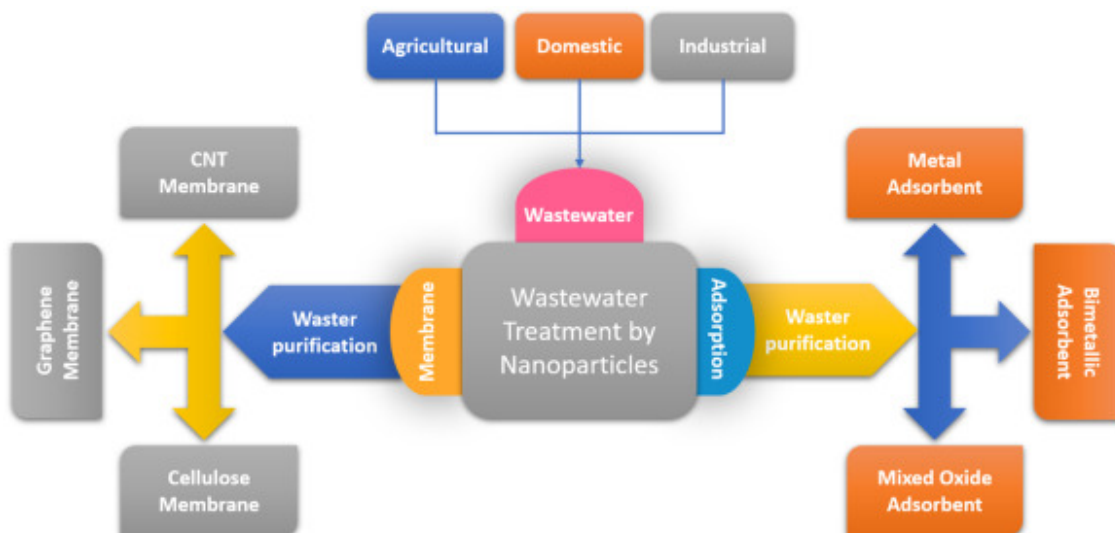 Agricultural
Domestic
Industrial
CNT
Membrane
Metal
Adsorbent
Wastewater
Graphene
Membrane
Waster
purification
Membrane
Wastewater
Treatment by
Nanoparticles
Adsorption
Waster
purification
Bimetallic
Adsorbent
Cellulose
Membrane
Mixed Oxide
Adsorbent